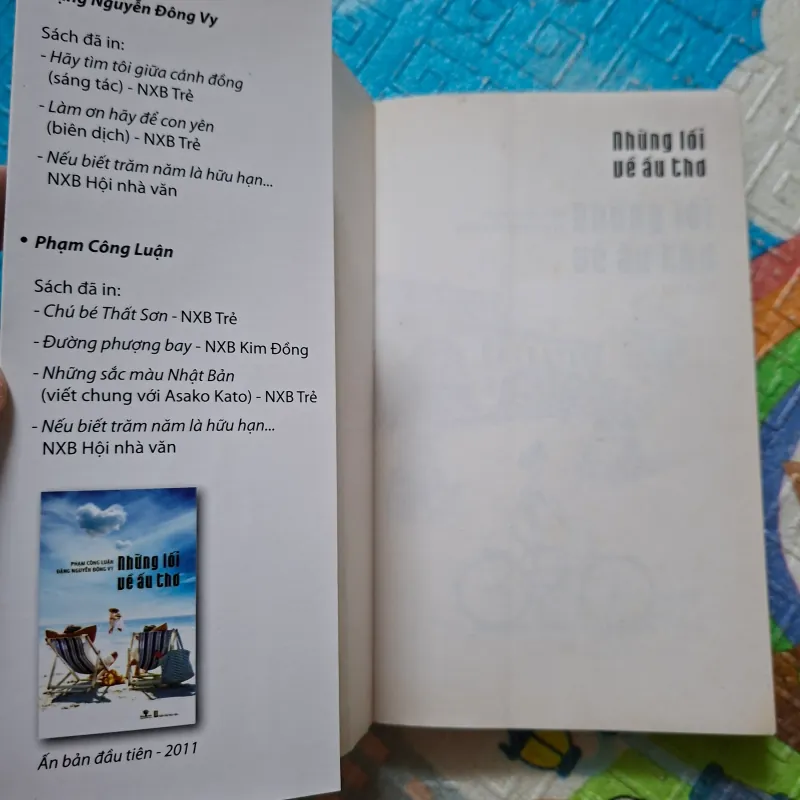 Nguyễn Đông Vy
Sách đã in:
- Hãy tìm tôi giữa cánh đồng
(sáng tác) - NXB Trẻ
- Làm ơn hãy để con yên
(biên dịch) - NXB Trẻ
- Nếu biết trăm năm là hữu hạn...
NXB Hội nhà văn
• Phạm Công Luận
Sách đã in:
- Chú bé Thất Sơn - NXB Trẻ
- Đường phượng bay - NXB Kim Đồng
- Những sắc màu Nhật Bản
(viết chung với Asako Kato) - NXB Trẻ
- Nếu biết trăm năm là hữu hạn...
NXB Hội nhà văn
PHẠM CÔNG LUẬN
ĐẶNG NGUYỄN ĐÔNG VY
Những lối
về ấu thơ
Ấn bản đầu tiên - 2011
Những lối
về ấu thơ